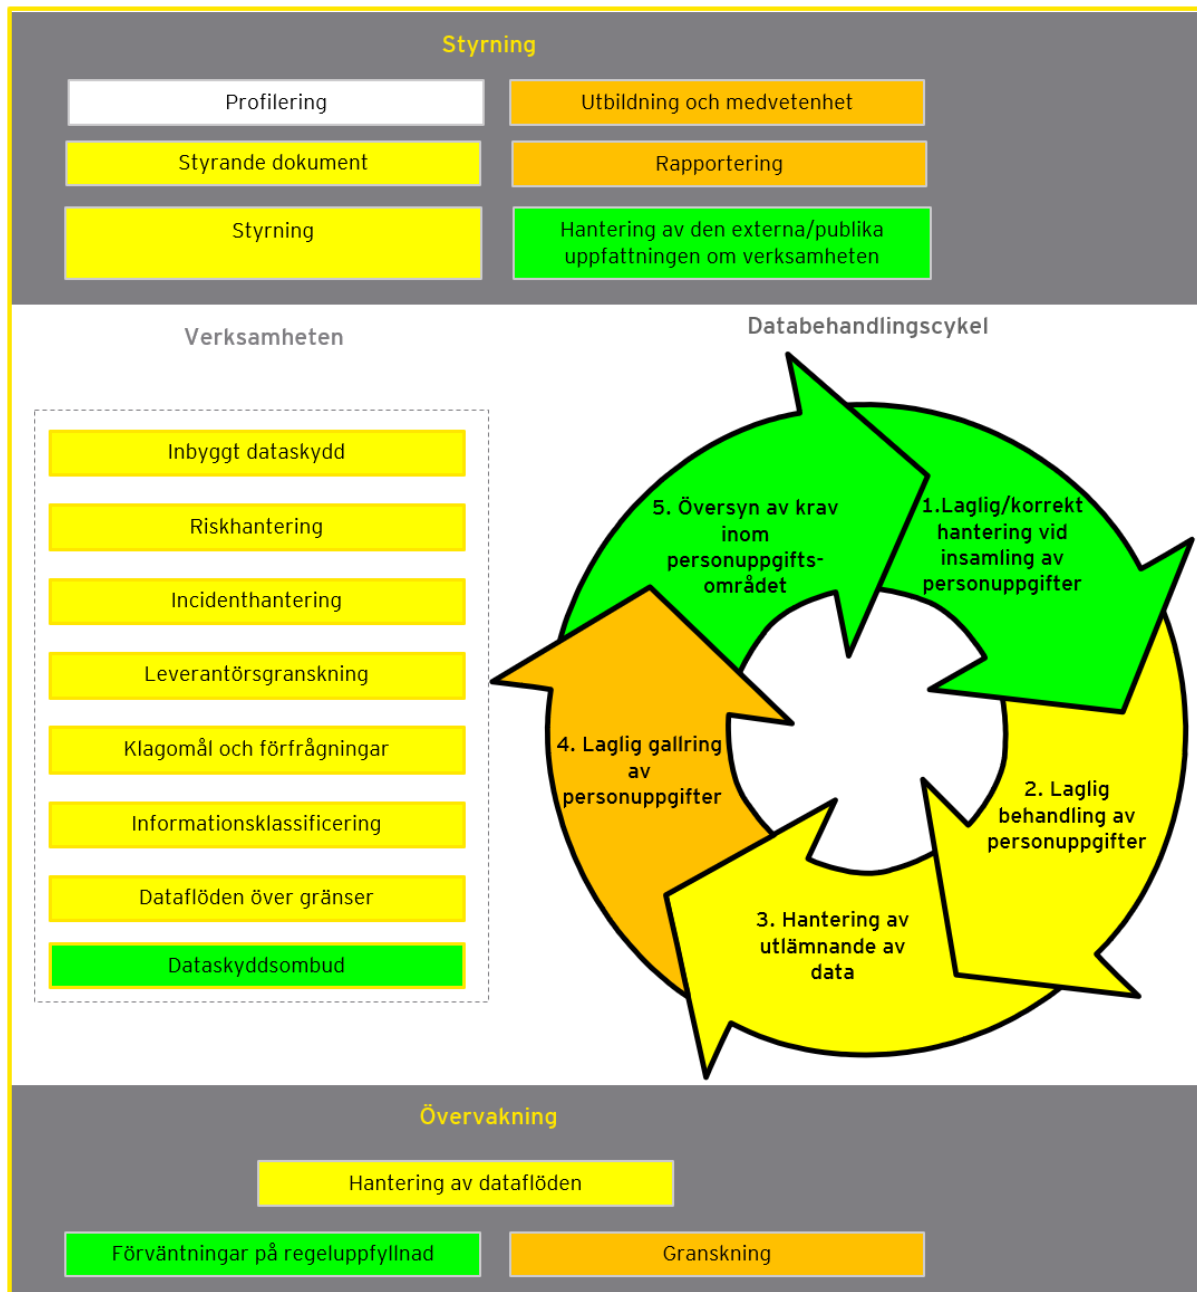 Styrning
Profilering
Utbildning och medvetenhet
Styrande dokument
Rapportering
Styrning
Hantering av den externa/publika
uppfattningen om verksamheten
Verksamheten
Inbyggt dataskydd
Riskhantering
Incidenthantering
Leverantörsgranskning
Klagomål och förfrågningar
Informationsklassificering
Dataflöden över gränser
Dataskyddsombud
Databehandlingscykel
1.Laglig/korrekt
hantering vid
insamling av
personuppgifter
2. Laglig
behandling av
personuppgifter
3. Hantering av
utlämnande av
data
4. Laglig gallring
av
personuppgifter
5. Översyn av krav
inom
personuppgifts-
området
Övervakning
Hantering av dataflöden
Förväntningar på regeluppfyllnad
Granskning